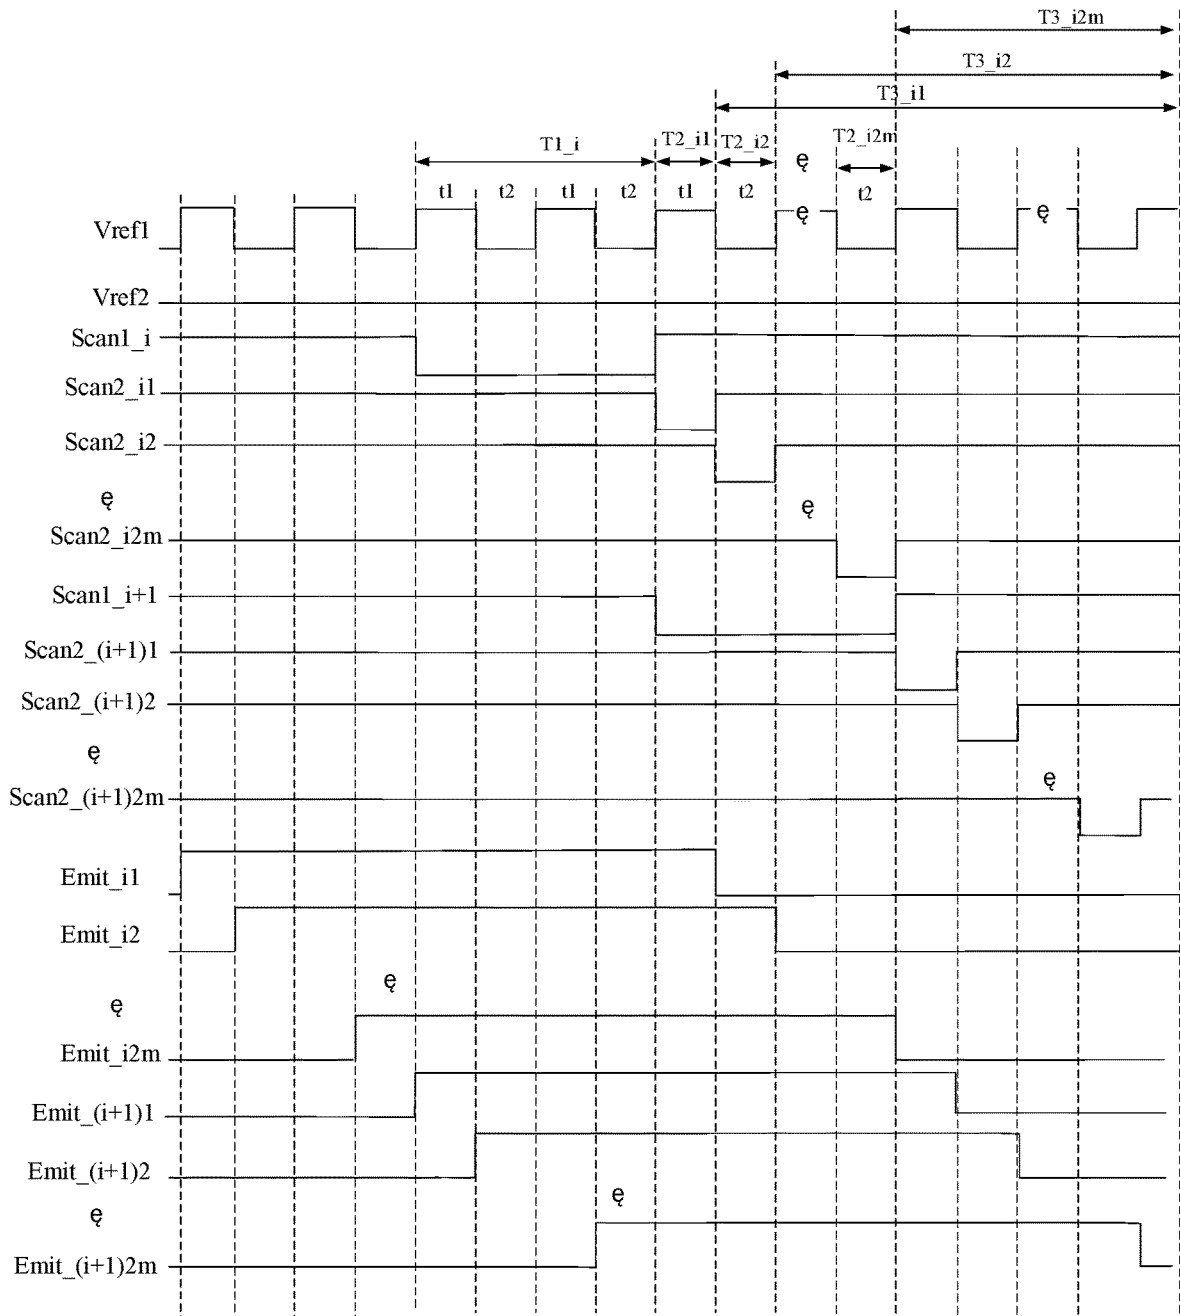 T3_i2m
T3_i2
T3_i1
T1_i T2_i1 T2_i2 T2_i2m
ę
t1 t2 t1 t2 t1 t2 t2
Vref1 ę ę
Vref2
Scan1_i
Scan2_i1
Scan2_i2
ę ę
Scan2_i2m
Scan1_i+1
Scan2_(i+1)1
Scan2_(i+1)2
ę ę
Scan2_(i+1)2m
Emit_i1
Emit_i2
ę ę
Emit_i2m
Emit_(i+1)1
Emit_(i+1)2
ę ę
Emit_(i+1)2m